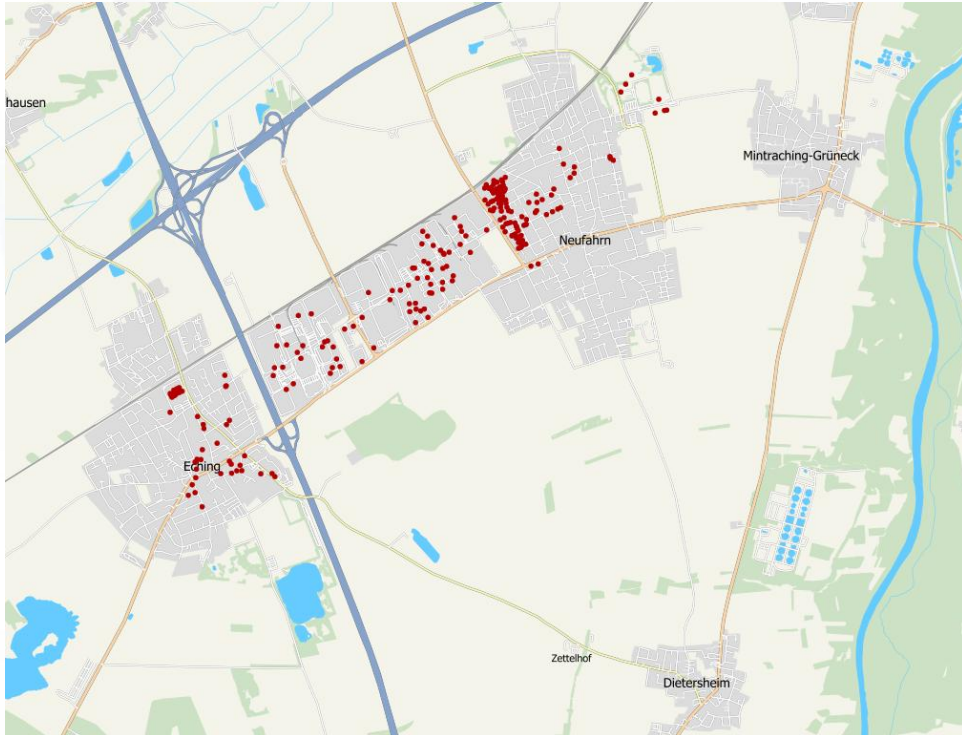 hausen
Mintraching-Grüneck
Neufahrn
Eching
Zettelhof
Dietersheim